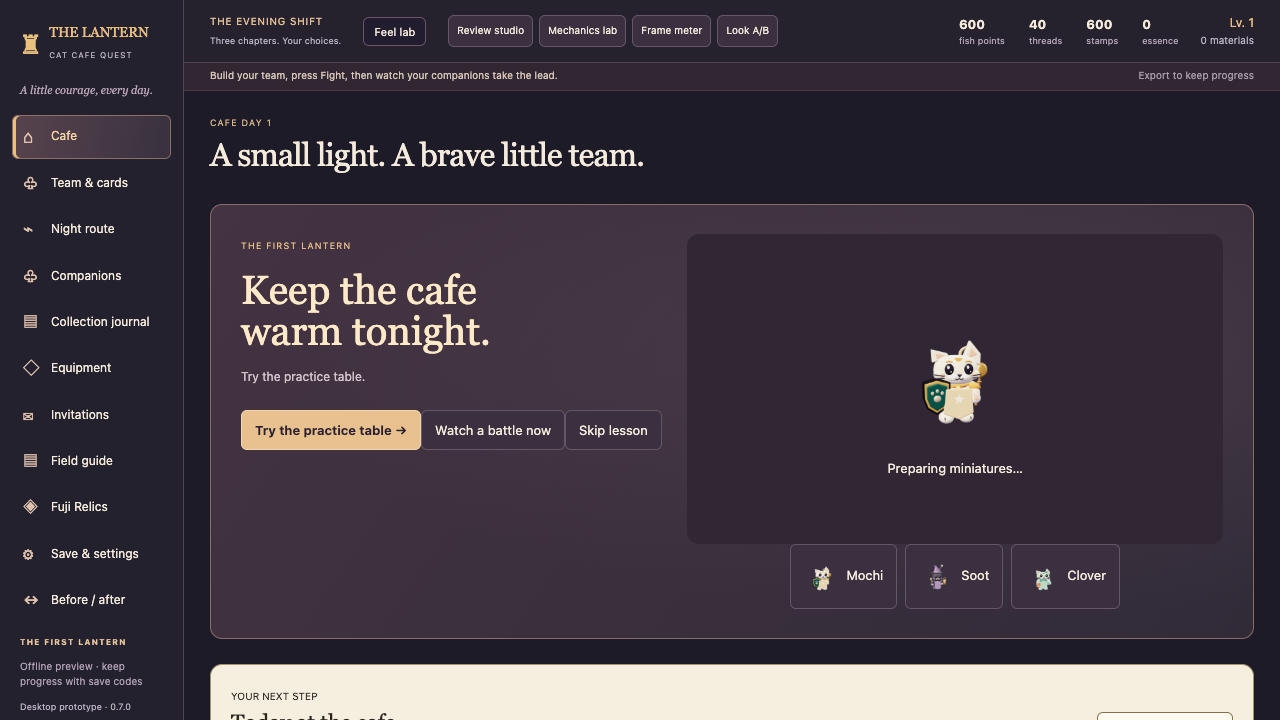 THE LANTERN
CAT CAFE QUEST
A little courage, every day.
Cafe
Team & cards
Night route
Companions
Collection journal
Equipment
Invitations
Field guide
Fuji Relics
Save & settings
Before / after
THE FIRST LANTERN
Offline preview · keep
progress with save codes
Desktop prototype · 0.7.0
THE EVENING SHIFT
Three chapters. Your choices.
Feel lab
Review studio
Mechanics lab
Frame meter
Look A/B
600
fish points
40
threads
600
stamps
0
essence
Lv. 1
0 materials
Build your team, press Fight, then watch your companions take the lead.
Export to keep progress
CAFE DAY 1
A small light. A brave little team.
THE FIRST LANTERN
Keep the cafe
warm tonight.
Try the practice table.
Try the practice table →
Watch a battle now
Skip lesson
Preparing miniatures...
Mochi
Soot
Clover
YOUR NEXT STEP
Today at the cafe